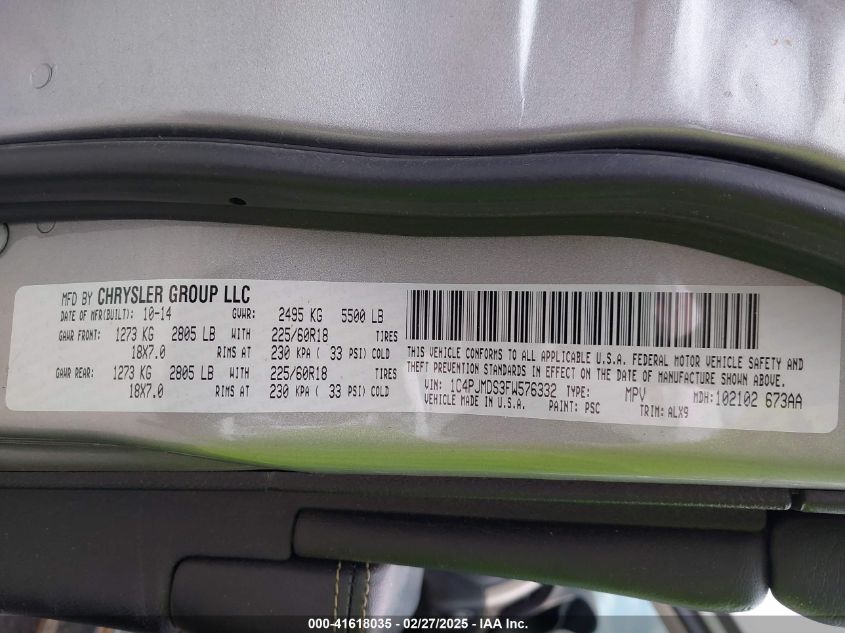 MFD BY CHRYSLER GROUP LLC
DATE OF MFR(BUILT): 10-14 GVWR: 2495 KG 5500 LB
GAWR FRONT: 1273 KG 2805 LB WITH 225/60R18 TIRES
18X7.0 RIMS AT 230 KPA ( 33 PSI) COLD
GAWR REAR: 1273 KG 2805 LB WITH 225/60R18 TIRES
18X7.0 RIMS AT 230 KPA ( 33 PSI) COLD
THIS VEHICLE CONFORMS TO ALL APPLICABLE U.S.A. FEDERAL MOTOR VEHICLE SAFETY AND
THEFT PREVENTION STANDARDS IN EFFECT ON THE DATE OF MANUFACTURE SHOWN ABOVE.
VIN: 1C4PJMDS3FW576332 TYPE: MPV MDH: 102102 673AA
VEHICLE MADE IN U.S.A. PAINT: PSC TRIM: ALX9
000-41618035 - 02/27/2025 - IAA Inc.